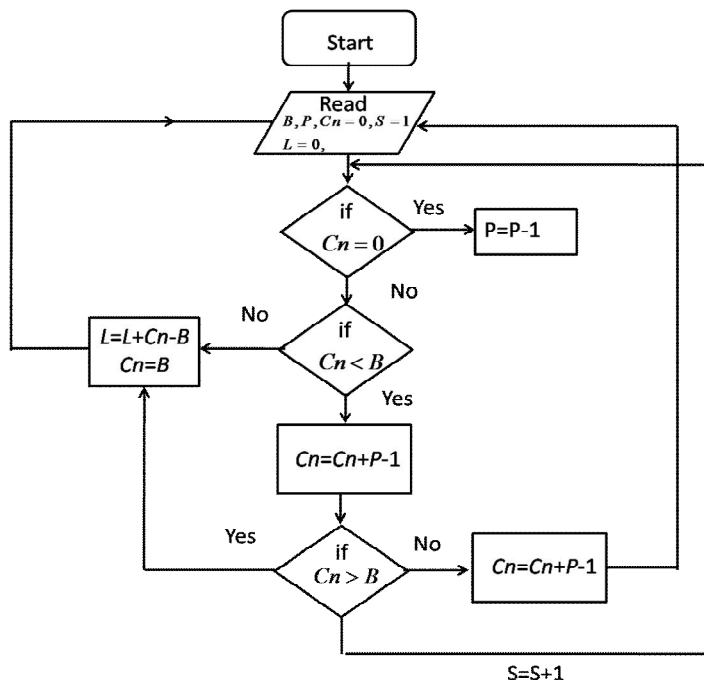 Start
Read
B, P, Cn - 0, S - 1
L = 0,
if
Cn = 0
Yes
P=P-1
No
if
Cn < B
No
L=L+Cn-B
Cn=B
Yes
Cn=Cn+P-1
if
Cn > B
Yes
No
Cn=Cn+P-1
S=S+1